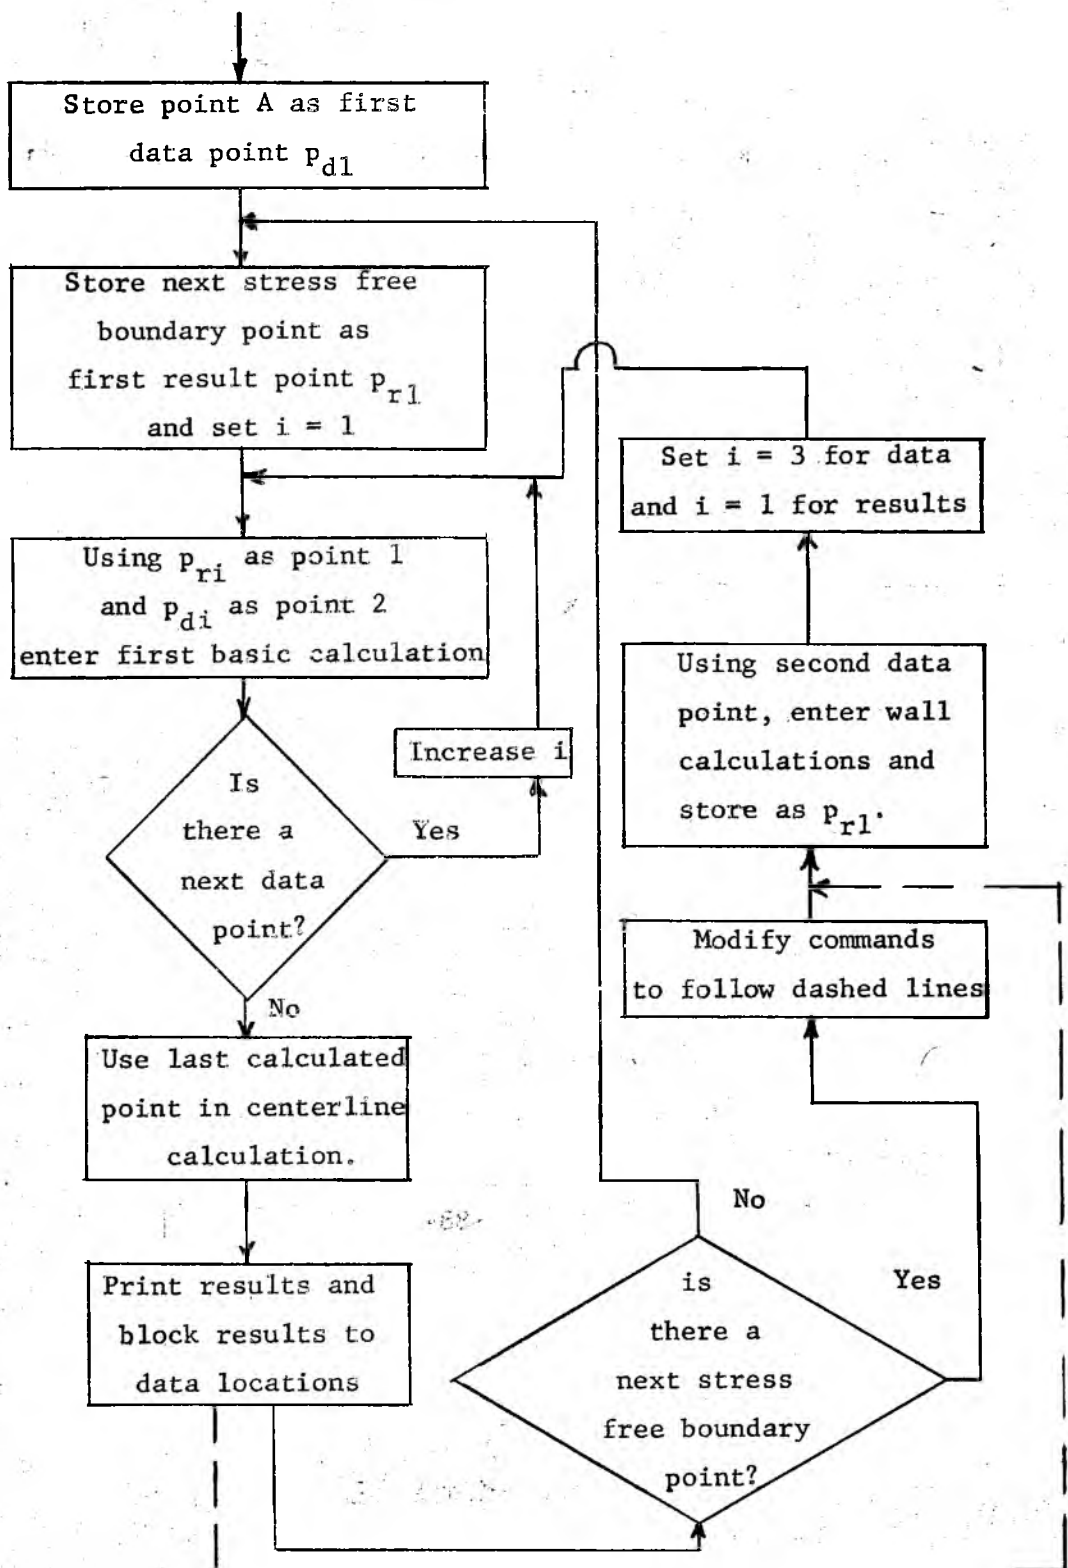 Store point A as first
data point p_d1
Store next stress free
boundary point as
first result point p_r1
and set i = 1
Using p_ri as point 1
and p_di as point 2
enter first basic calculation
Is
there a
next data
point?
Yes
Increase i
No
Use last calculated
point in centerline
calculation.
Print results and
block results to
data locations
Set i = 3 for data
and i = 1 for results
Using second data
point, enter wall
calculations and
store as p_r1.
Modify commands
to follow dashed lines
No
Yes
is
there a
next stress
free boundary
point?